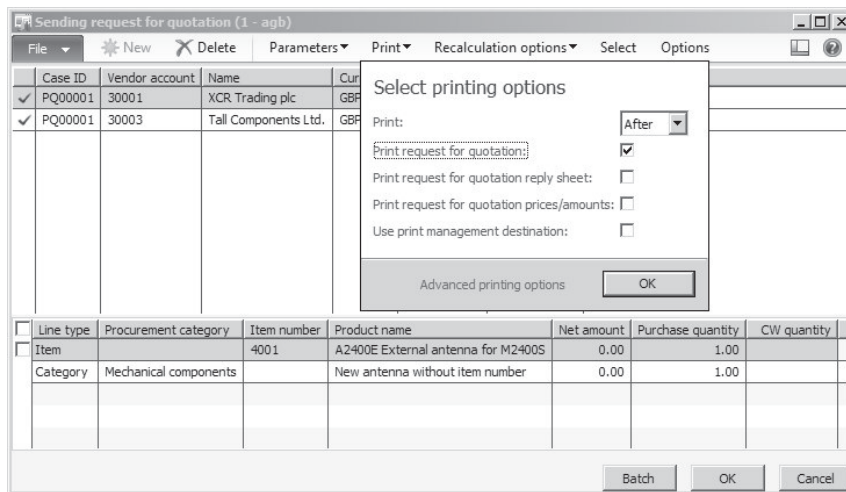 Sending request for quotation (1 - agb)
File New Delete Parameters Print Recalculation options Select Options
Case ID Vendor account Name Cur
PQ00001 30001 XCR Trading plc GBP
PQ00001 30003 Tall Components Ltd. GBP
Select printing options
Print: After
Print request for quotation:
Print request for quotation reply sheet:
Print request for quotation prices/amounts:
Use print management destination:
Advanced printing options OK
Line type Procurement category Item number Product name Net amount Purchase quantity CW quantity
Item 4001 A2400E External antenna for M2400S 0.00 1.00
Category Mechanical components New antenna without item number 0.00 1.00
Batch OK Cancel